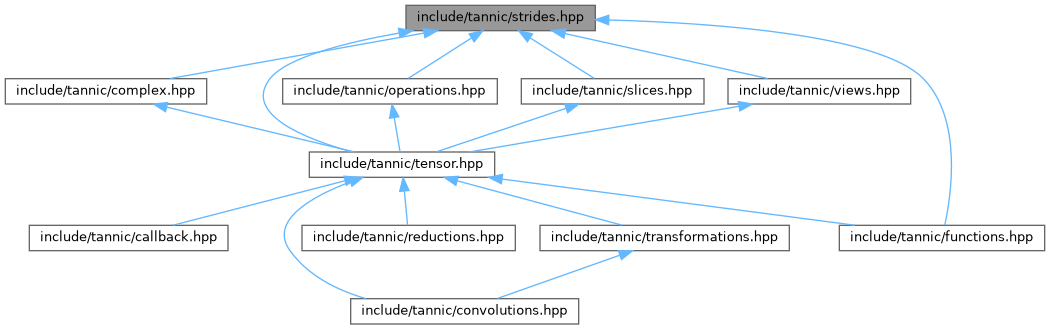 include/tannic/strides.hpp
include/tannic/complex.hpp
include/tannic/operations.hpp
include/tannic/slices.hpp
include/tannic/views.hpp
include/tannic/tensor.hpp
include/tannic/callback.hpp
include/tannic/reductions.hpp
include/tannic/transformations.hpp
include/tannic/functions.hpp
include/tannic/convolutions.hpp